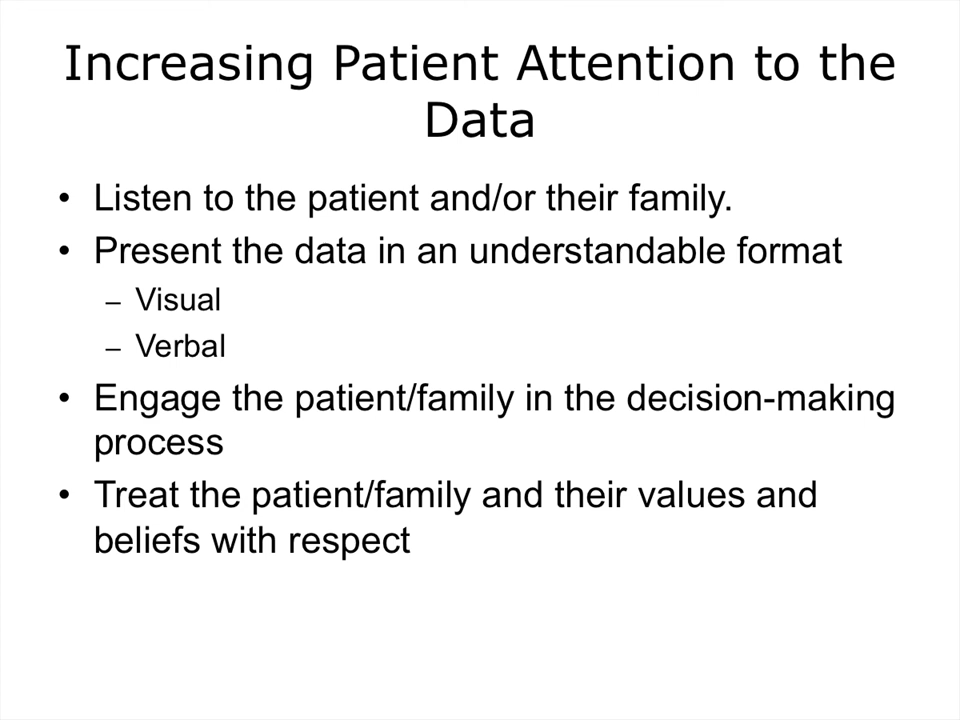 Increasing Patient Attention to the
Data
• Listen to the patient and/or their family.
• Present the data in an understandable format
– Visual
– Verbal
• Engage the patient/family in the decision-making
process
• Treat the patient/family and their values and
beliefs with respect